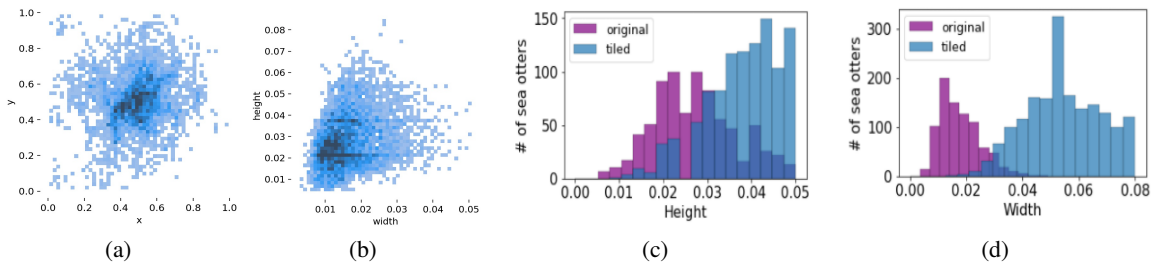 1.0
0.8
0.6
0.4
0.2
0.0
y
0.0 0.2 0.4 0.6 0.8 1.0
x
(a)
0.08
0.07
0.06
0.05
0.04
0.03
0.02
0.01
height
0.01 0.02 0.03 0.04 0.05
width
(b)
150
100
50
0
# of sea otters
original
tiled
0.00 0.01 0.02 0.03 0.04 0.05
Height
(c)
300
200
100
0
# of sea otters
original
tiled
0.00 0.02 0.04 0.06 0.08
Width
(d)